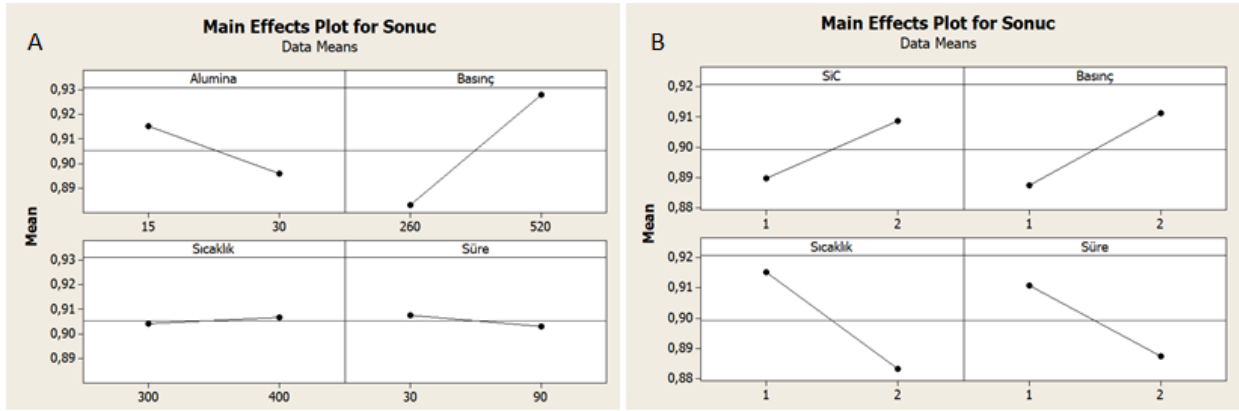 A
Main Effects Plot for Sonuc
Data Means
Alumina Basınç
0,93
0,92
0,91
0,90
0,89
15 30 260 520
Sıcaklık Süre
0,93
0,92
0,91
0,90
0,89
300 400 30 90
Mean
B
Main Effects Plot for Sonuc
Data Means
SiC Basınç
0,92
0,91
0,90
0,89
0,88
1 2 1 2
Sıcaklık Süre
0,92
0,91
0,90
0,89
0,88
1 2 1 2
Mean